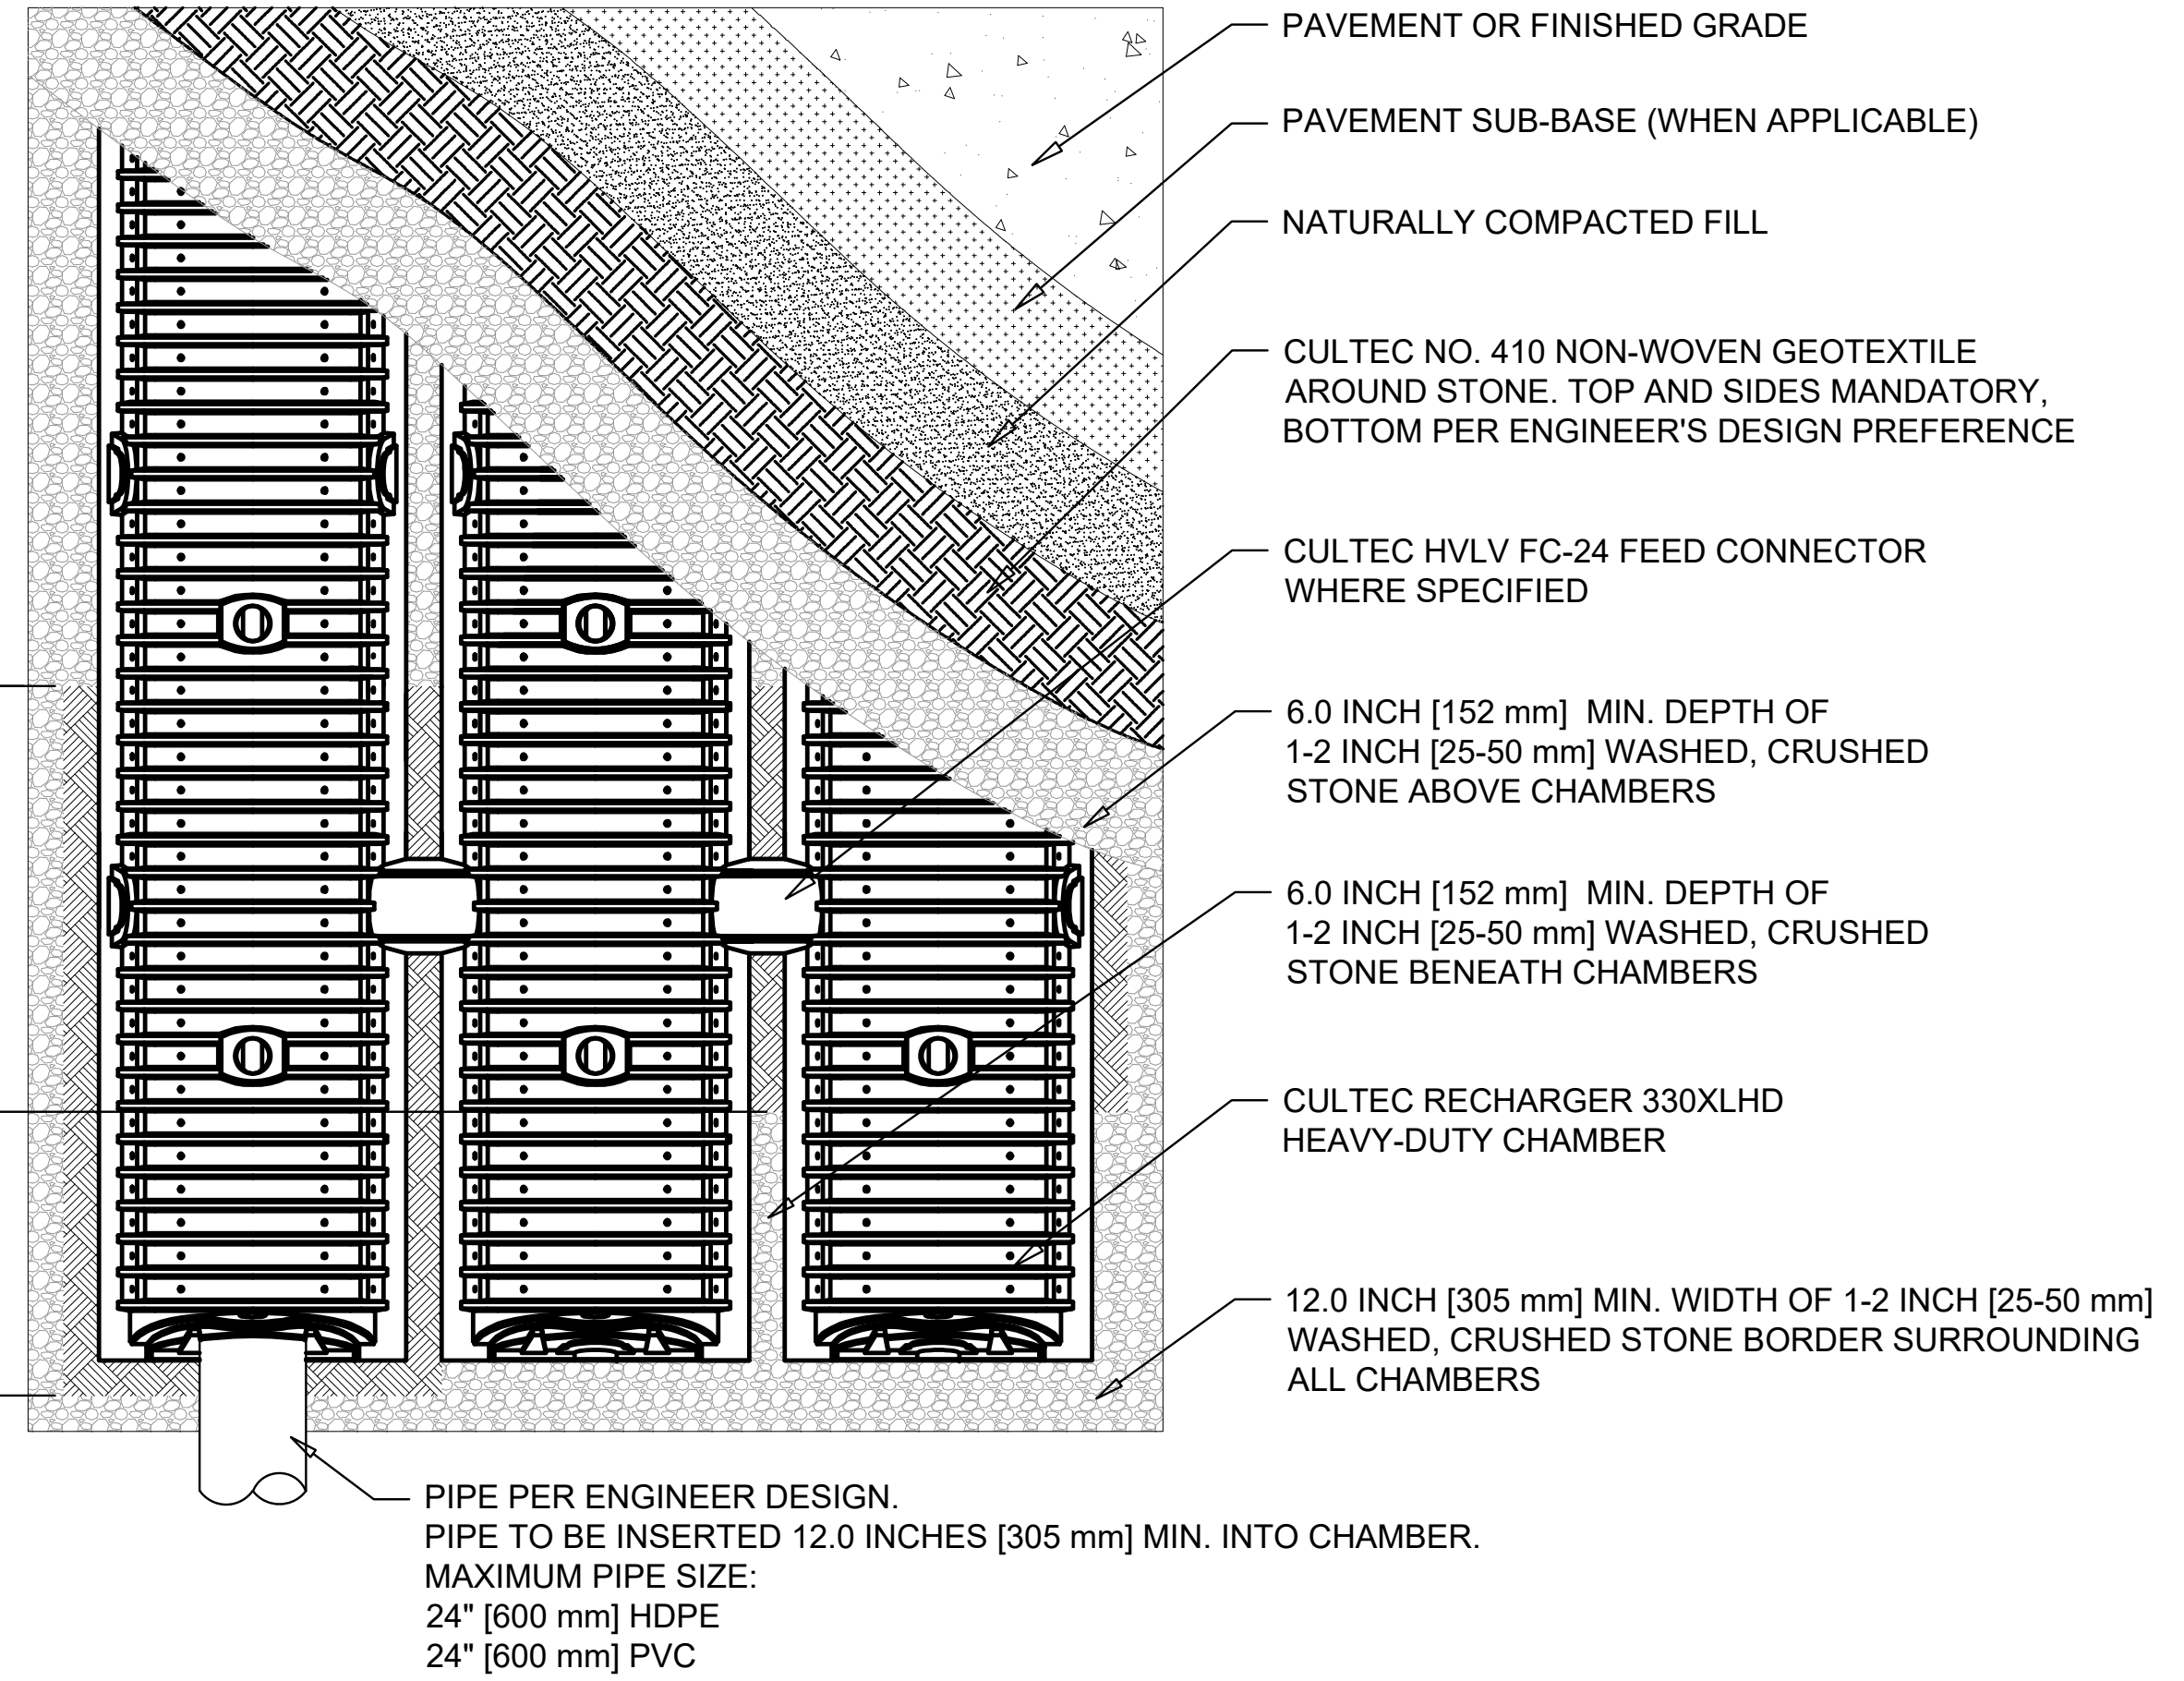 PAVEMENT OR FINISHED GRADE
PAVEMENT SUB-BASE (WHEN APPLICABLE)
NATURALLY COMPACTED FILL
CULTEC NO. 410 NON-WOVEN GEOTEXTILE
AROUND STONE. TOP AND SIDES MANDATORY,
BOTTOM PER ENGINEER'S DESIGN PREFERENCE
CULTEC HVLV FC-24 FEED CONNECTOR
WHERE SPECIFIED
6.0 INCH [152 mm] MIN. DEPTH OF
1-2 INCH [25-50 mm] WASHED, CRUSHED
STONE ABOVE CHAMBERS
6.0 INCH [152 mm] MIN. DEPTH OF
1-2 INCH [25-50 mm] WASHED, CRUSHED
STONE BENEATH CHAMBERS
CULTEC RECHARGER 330XLHD
HEAVY-DUTY CHAMBER
12.0 INCH [305 mm] MIN. WIDTH OF 1-2 INCH [25-50 mm]
WASHED, CRUSHED STONE BORDER SURROUNDING
ALL CHAMBERS
PIPE PER ENGINEER DESIGN.
PIPE TO BE INSERTED 12.0 INCHES [305 mm] MIN. INTO CHAMBER.
MAXIMUM PIPE SIZE:
24" [600 mm] HDPE
24" [600 mm] PVC